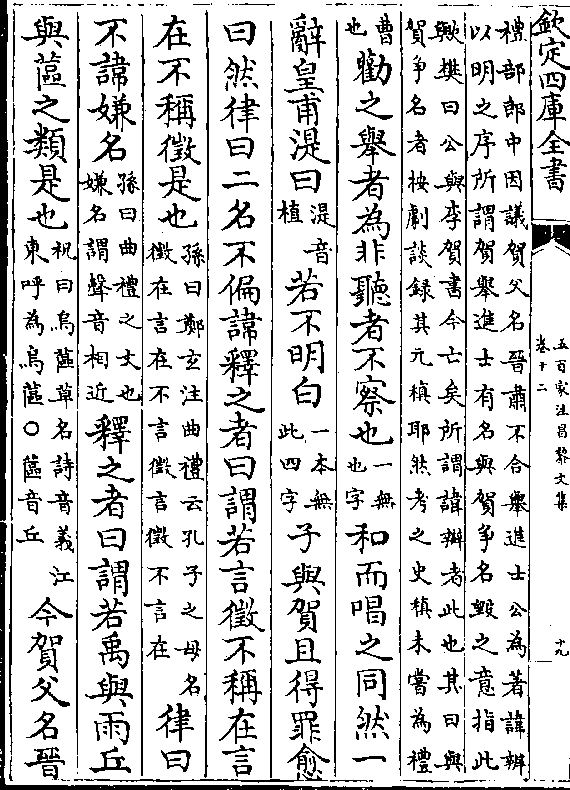 欽定四庫全書
五百家注昌黎文集
卷十二
十九
禮部郎中因議賀父名晉肅不合舉進士公為著諱辨
以明之序所謂賀舉進士有名與賀爭名毁之意指此
歟樊曰公與李賀書今亡矣所謂諱辨者此也其曰與
賀爭名者按劇談録其元稹耶然考之史稹未嘗為禮
曹
也
勸之舉者為非聽者不察也
一無
也字
和而唱之同然一
辭皇甫湜曰
湜音
植
若不明白
一本無
此四字
子與賀且得罪愈
曰然律曰二名不偏諱釋之者曰謂若言徵不稱在言
在不稱徵是也
孫曰鄭玄注曲禮云孔子之母名
徵在言在不言徵言徵不言在
律曰
不諱嫌名
孫曰曲禮之文也
嫌名謂聲音相近
釋之者曰謂若禹與雨丘
與蓲之類是也
祝曰烏蓲草名詩音義江
東呼為烏蓲○蓲音丘
今賀父名晉